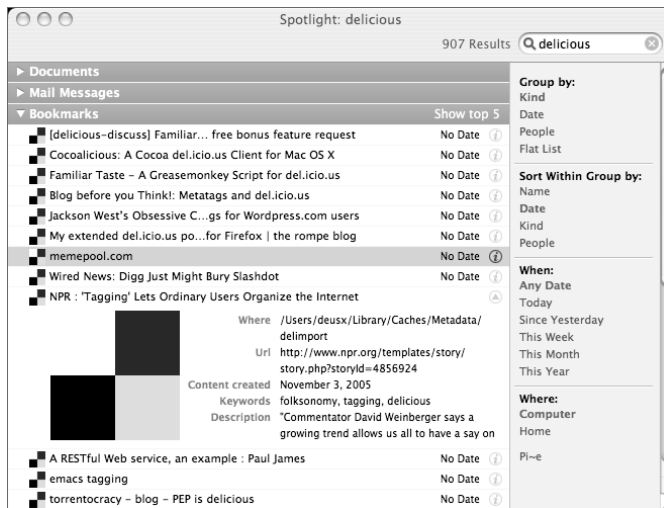 Spotlight: delicious
907 Results
delicious
Documents
Mail Messages
Bookmarks Show top 5
[delicious-discuss] Familiar... free bonus feature request No Date
Cocoalicious: A Cocoa del.icio.us Client for Mac OS X No Date
Familiar Taste – A Greasemonkey Script for del.icio.us No Date
Blog before you Think!: Metatags and del.icio.us No Date
Jackson West's Obsessive C...gs for Wordpress.com users No Date
My extended del.icio.us po...for Firefox | the rompe blog No Date
memepool.com No Date
Wired News: Digg Just Might Bury Slashdot No Date
NPR : 'Tagging' Lets Ordinary Users Organize the Internet
Where /Users/deusx/Library/Caches/Metadata/
delimport
Url http://www.npr.org/templates/story/
story.php?storyId=4856924
Content created November 3, 2005
Keywords folksonomy, tagging, delicious
Description "Commentator David Weinberger says a
growing trend allows us all to have a say on
A RESTful Web service, an example : Paul James No Date
emacs tagging No Date
torrentocracy – blog – PEP is delicious No Date
Group by:
Kind
Date
People
Flat List
Sort Within Group by:
Name
Date
Kind
People
When:
Any Date
Today
Since Yesterday
This Week
This Month
This Year
Where:
Computer
Home
Pi~e